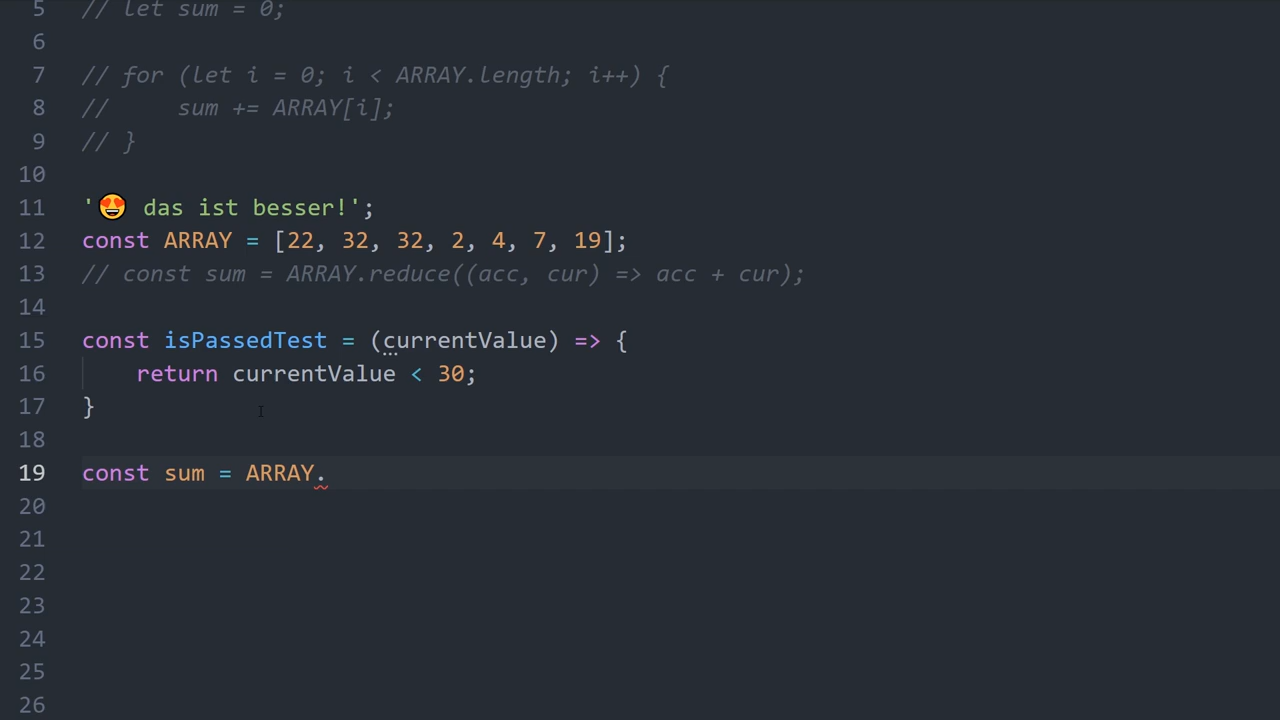 5 // let sum = 0;
6
7 // for (let i = 0; i < ARRAY.length; i++) {
8 //     sum += ARRAY[i];
9 // }
10
11 '😍 das ist besser!';
12 const ARRAY = [22, 32, 32, 2, 4, 7, 19];
13 // const sum = ARRAY.reduce((acc, cur) => acc + cur);
14
15 const isPassedTest = (currentValue) => {
16     return currentValue < 30;
17 }
18
19 const sum = ARRAY.
20
21
22
23
24
25
26